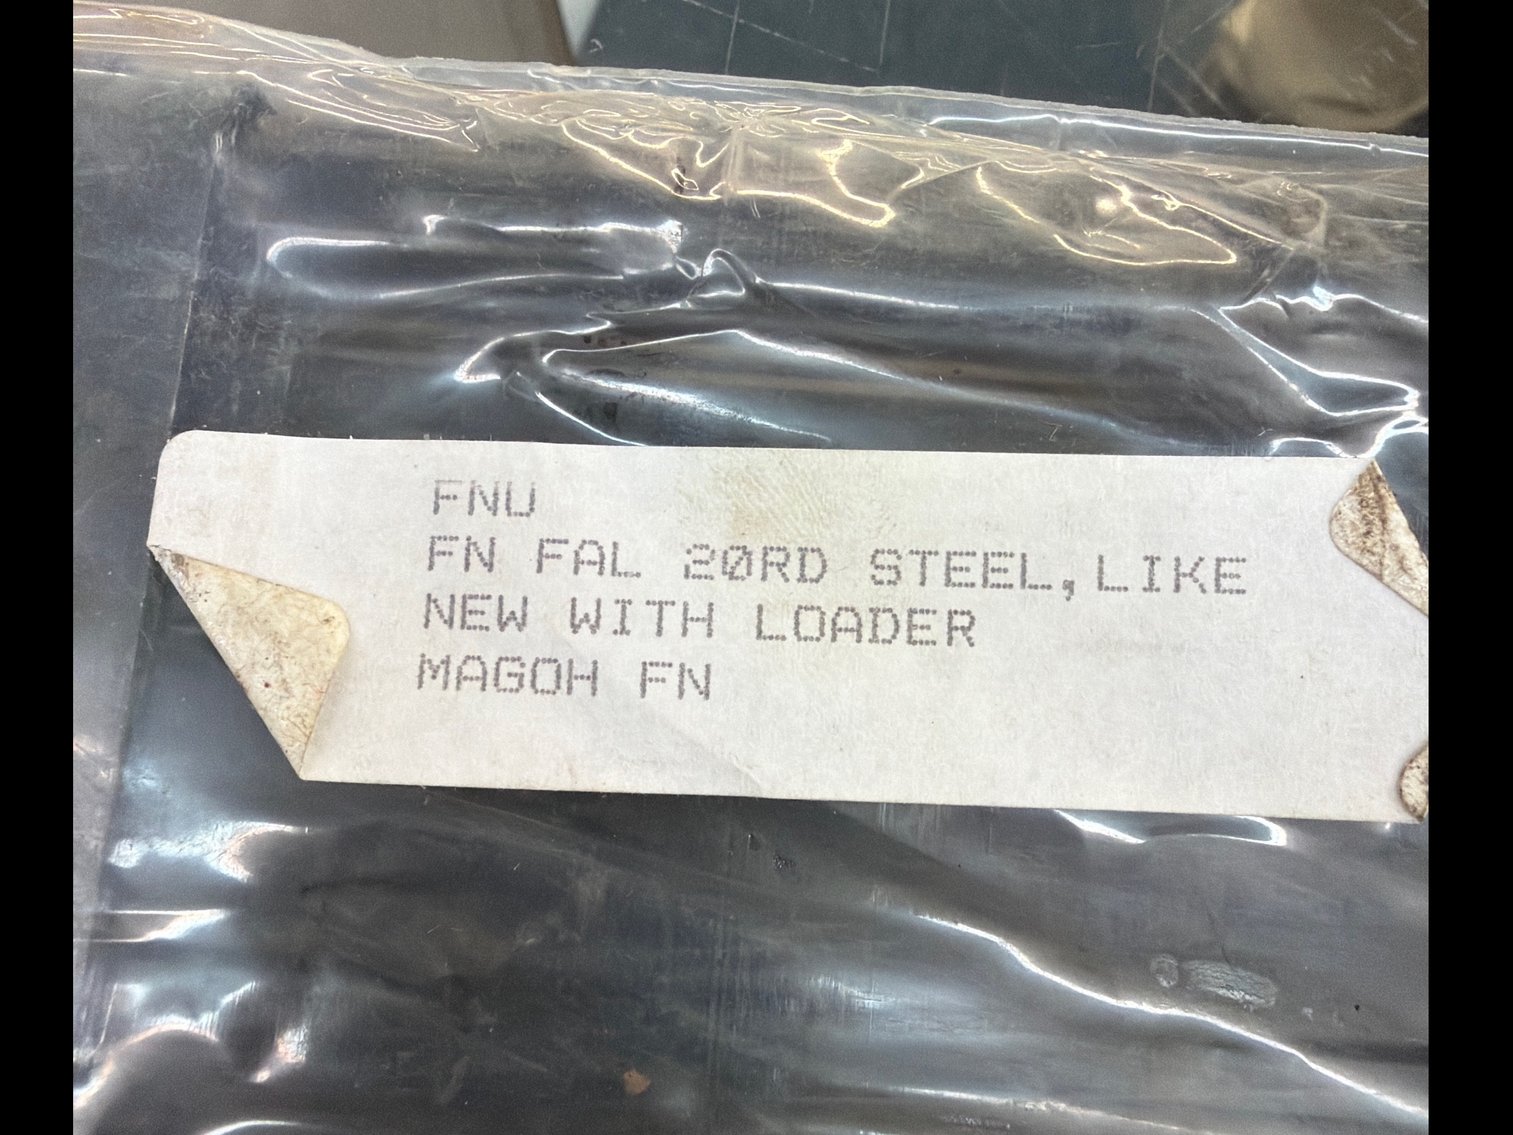 FNU
FN FAL 20RD STEEL, LIKE
NEW WITH LOADER
MAGOH FN